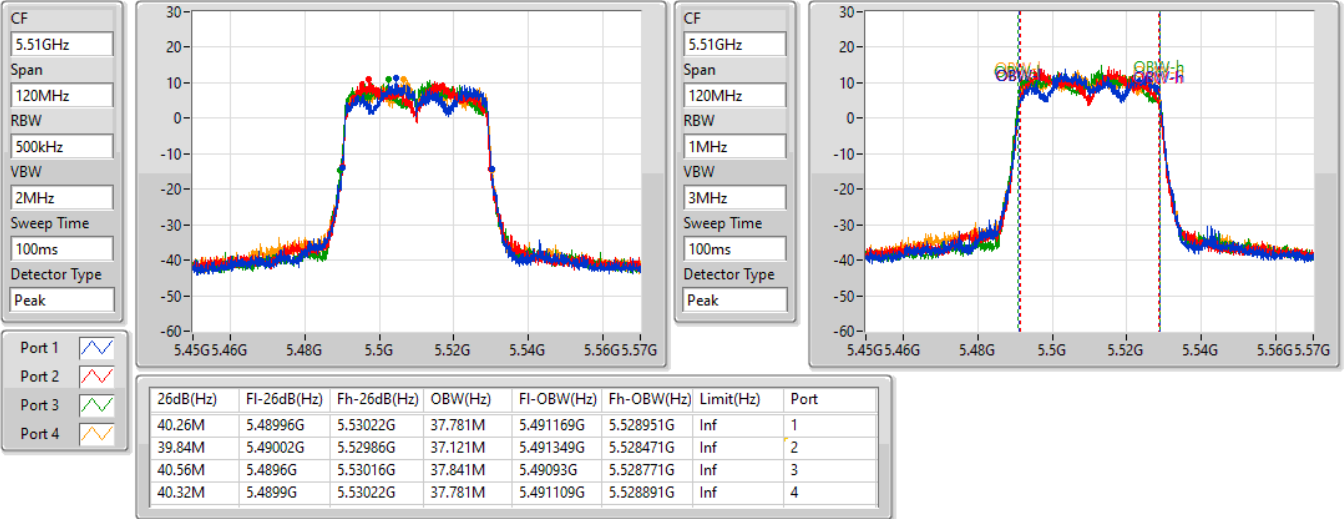 CF
5.51GHz
Span
120MHz
RBW
500kHz
VBW
2MHz
Sweep Time
100ms
Detector Type
Peak
30
20
10
0
-10
-20
-30
-40
-50
-60
5.45G 5.46G 5.48G 5.5G 5.52G 5.54G 5.56G 5.57G
CF
5.51GHz
Span
120MHz
RBW
1MHz
VBW
3MHz
Sweep Time
100ms
Detector Type
Peak
30
20
10
0
-10
-20
-30
-40
-50
-60
OBW-h
5.45G 5.46G 5.48G 5.5G 5.52G 5.54G 5.56G 5.57G
Port 1
Port 2
Port 3
Port 4
26dB(Hz) Fl-26dB(Hz) Fh-26dB(Hz) OBW(Hz) Fl-OBW(Hz) Fh-OBW(Hz) Limit(Hz) Port
40.26M 5.48996G 5.53022G 37.781M 5.491169G 5.528951G Inf 1
39.84M 5.49002G 5.52986G 37.121M 5.491349G 5.528471G Inf 2
40.56M 5.4896G 5.53016G 37.841M 5.49093G 5.528771G Inf 3
40.32M 5.4899G 5.53022G 37.781M 5.491109G 5.528891G Inf 4